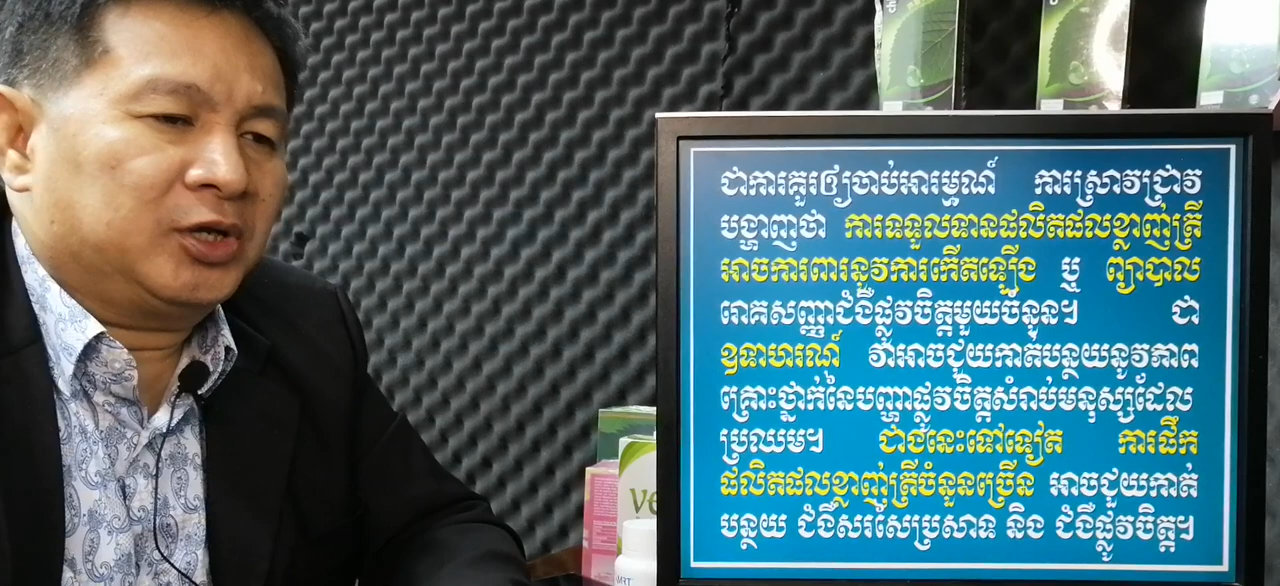 ជាការគួរឲ្យចាប់អារម្មណ៍ ការស្រាវជ្រាវ
បង្ហាញថា ការទទួលទានផលិតផលខ្លាញ់ត្រី
អាចការពារនូវការកើតឡើង ឬ ព្យាបាល
រោគសញ្ញាជំងឺផ្លូវចិត្តមួយចំនួន។ ជា
ឧទាហរណ៍ វាអាចជួយកាត់បន្ថយនូវភាព
គ្រោះថ្នាក់នៃបញ្ហាផ្លូវចិត្តសំរាប់មនុស្សដែល
ប្រឈម។ ជាងនេះទៅទៀត ការផឹក
ផលិតផលខ្លាញ់ត្រីចំនួនច្រើន អាចជួយកាត់
បន្ថយ ជំងឺសរសៃប្រសាទ និង ជំងឺផ្លូវចិត្ត។